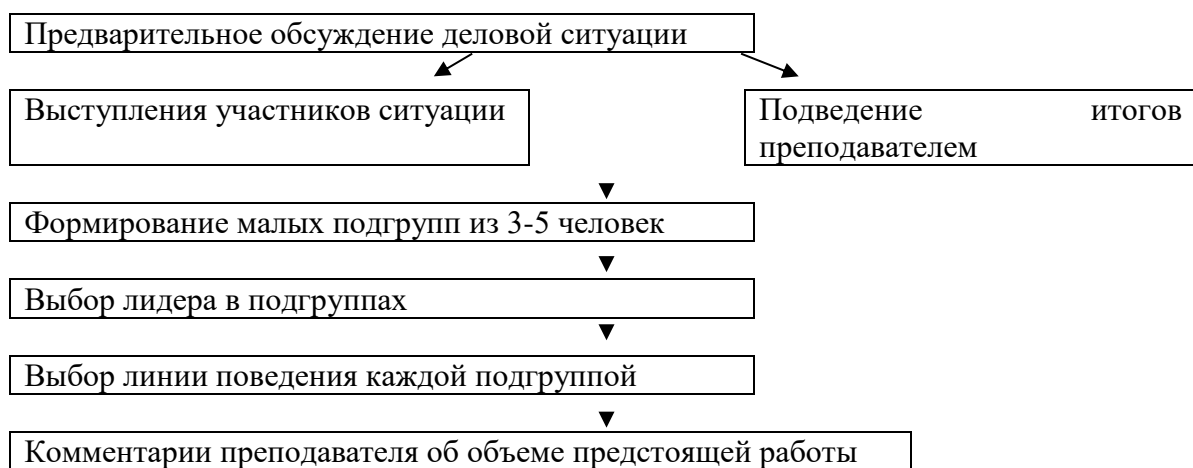 Предварительное обсуждение деловой ситуации
Выступления участников ситуации
Подведение итогов
преподавателем
Формирование малых подгрупп из 3-5 человек
Выбор лидера в подгруппах
Выбор линии поведения каждой подгруппой
Комментарии преподавателя об объеме предстоящей работы